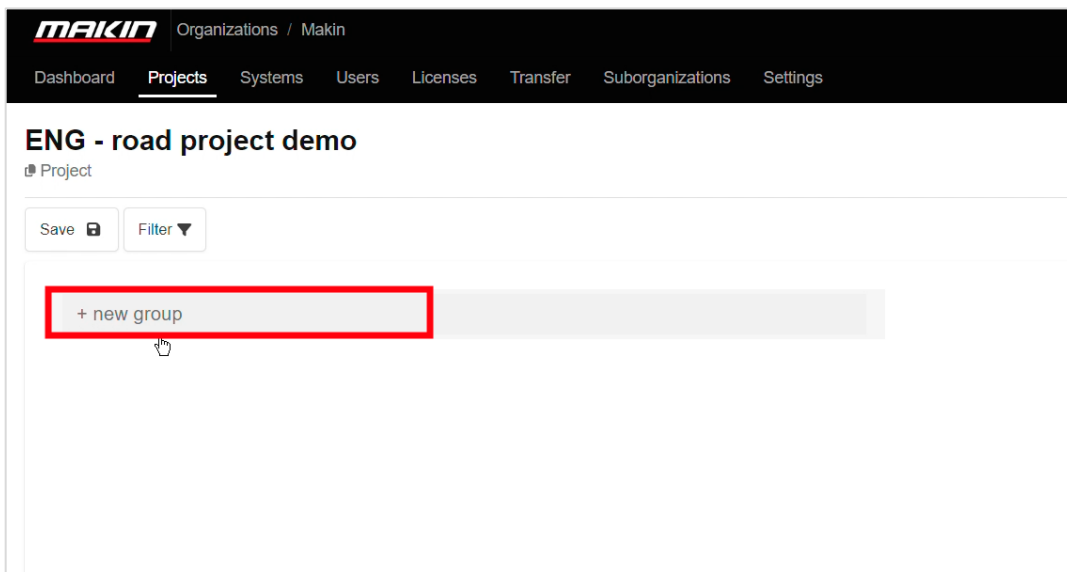 MAKIN Organizations / Makin
Dashboard Projects Systems Users Licenses Transfer Suborganizations Settings
ENG - road project demo
Project
Save Filter
+ new group